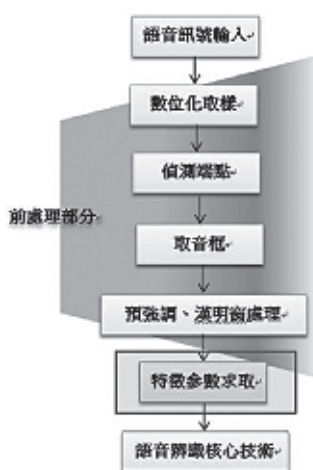 語音訊號輸入
數位化取樣
偵測端點
前處理部分
取音框
預強調、漢明窗處理
特徵參數求取
語音辨識核心技術